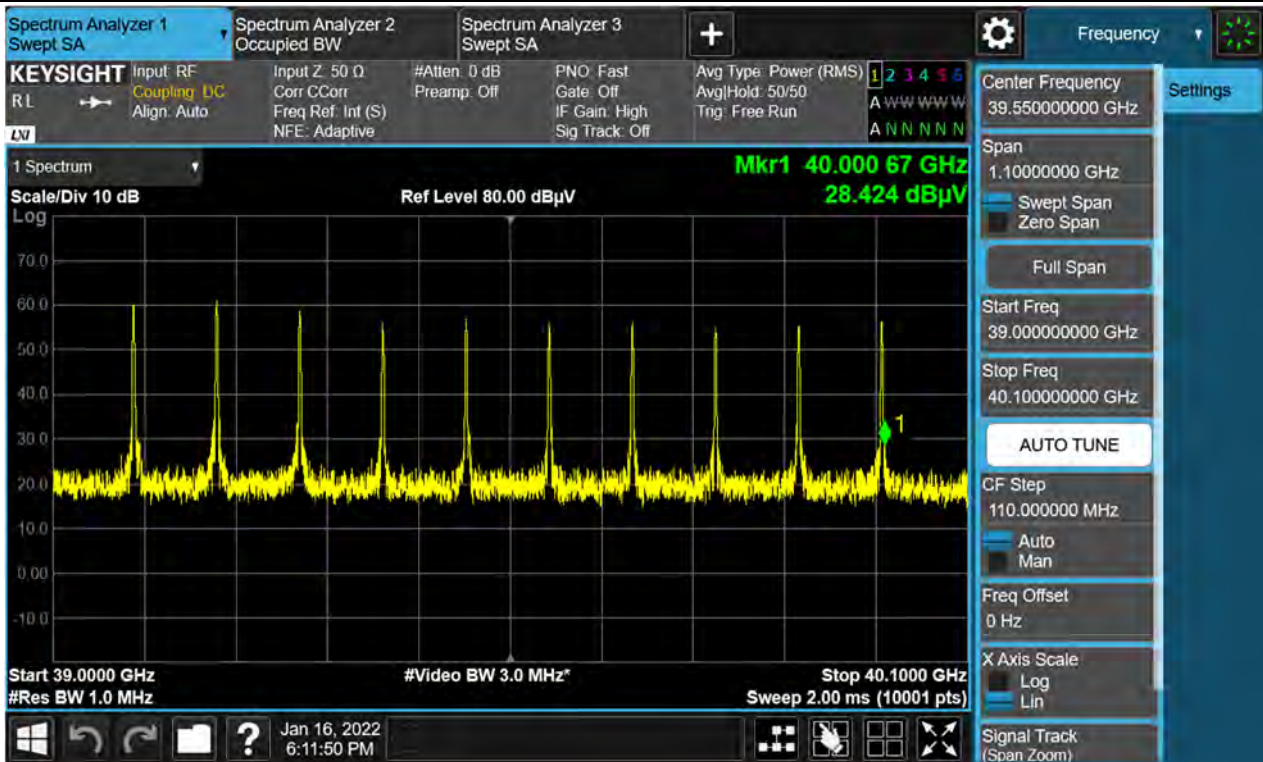 Spectrum Analyzer 1
Swept SA
Spectrum Analyzer 2
Occupied BW
Spectrum Analyzer 3
Swept SA
+
Frequency
KEYSIGHT
RL
LXI
Input: RF
Coupling: DC
Align: Auto
Input Z: 50 Ω
Corr CCorr
Freq Ref: Int (S)
NFE: Adaptive
#Atten: 0 dB
Preamp: Off
PNO: Fast
Gate: Off
IF Gain: High
Sig Track: Off
Avg Type: Power (RMS)
Avg|Hold: 50/50
Trig: Free Run
1 2 3 4 5 6
A W W W W W
A N N N N N
1 Spectrum
Scale/Div 10 dB
Ref Level 80.00 dBµV
Mkr1 40.000 67 GHz
28.424 dBµV
Log
70.0
60.0
50.0
40.0
30.0
20.0
10.0
0.00
-10.0
1
Start 39.0000 GHz
#Res BW 1.0 MHz
#Video BW 3.0 MHz*
Stop 40.1000 GHz
Sweep 2.00 ms (10001 pts)
Center Frequency
39.550000000 GHz
Span
1.10000000 GHz
Swept Span
Zero Span
Full Span
Start Freq
39.000000000 GHz
Stop Freq
40.100000000 GHz
AUTO TUNE
CF Step
110.000000 MHz
Auto
Man
Freq Offset
0 Hz
X Axis Scale
Log
Lin
Signal Track
(Span Zoom)
Settings
?
Jan 16, 2022
6:11:50 PM